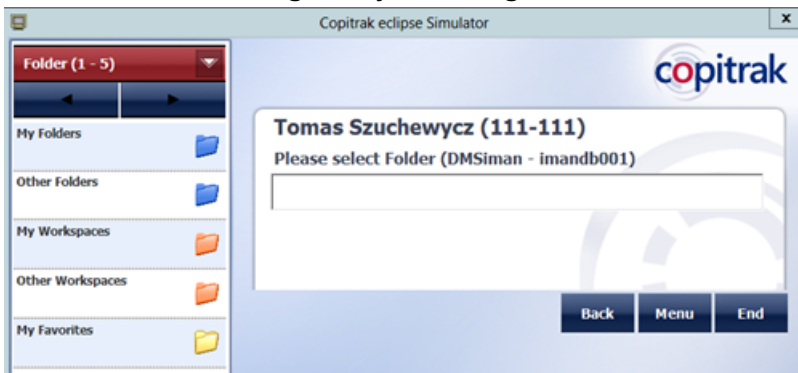 Copitrak eclipse Simulator
x
Folder (1 - 5)
copitrak
My Folders
Other Folders
My Workspaces
Other Workspaces
My Favorites
Tomas Szuchewycz (111-111)
Please select Folder (DMSiman - imandb001)
Back Menu End